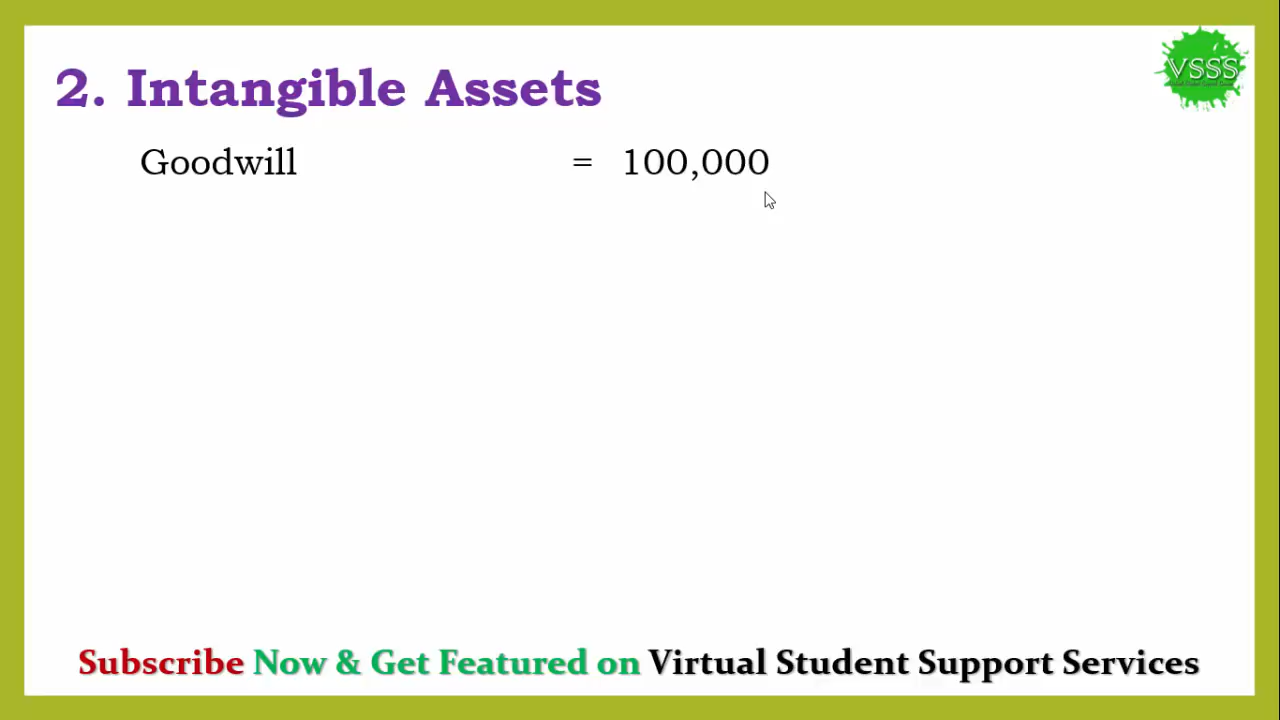 2. Intangible Assets
VSSS
Goodwill = 100,000
Subscribe Now & Get Featured on Virtual Student Support Services